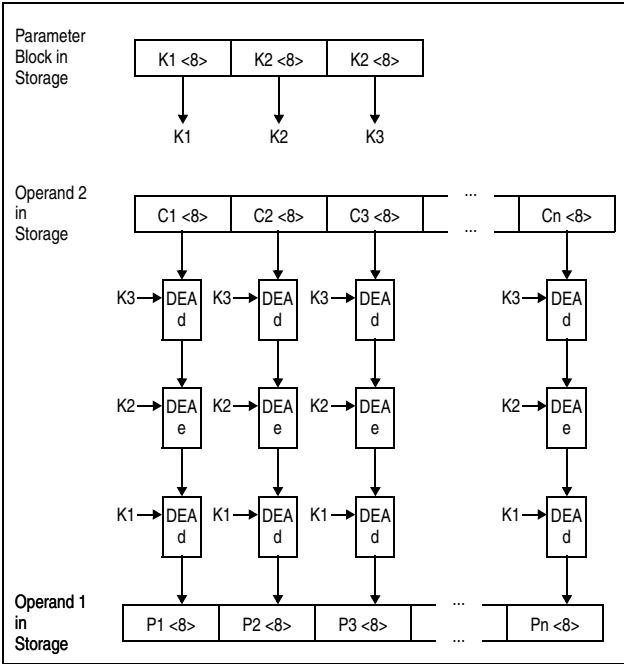 Parameter
Block in
Storage
K1 <8> K2 <8> K2 <8>
K1 K2 K3
Operand 2
in
Storage
C1 <8> C2 <8> C3 <8> ... ... Cn <8>
K3 DEA d K3 DEA d K3 DEA d K3 DEA d
K2 DEA e K2 DEA e K2 DEA e K2 DEA e
K1 DEA d K1 DEA d K1 DEA d K1 DEA d
Operand 1
in
Storage
P1 <8> P2 <8> P3 <8> ... ... Pn <8>